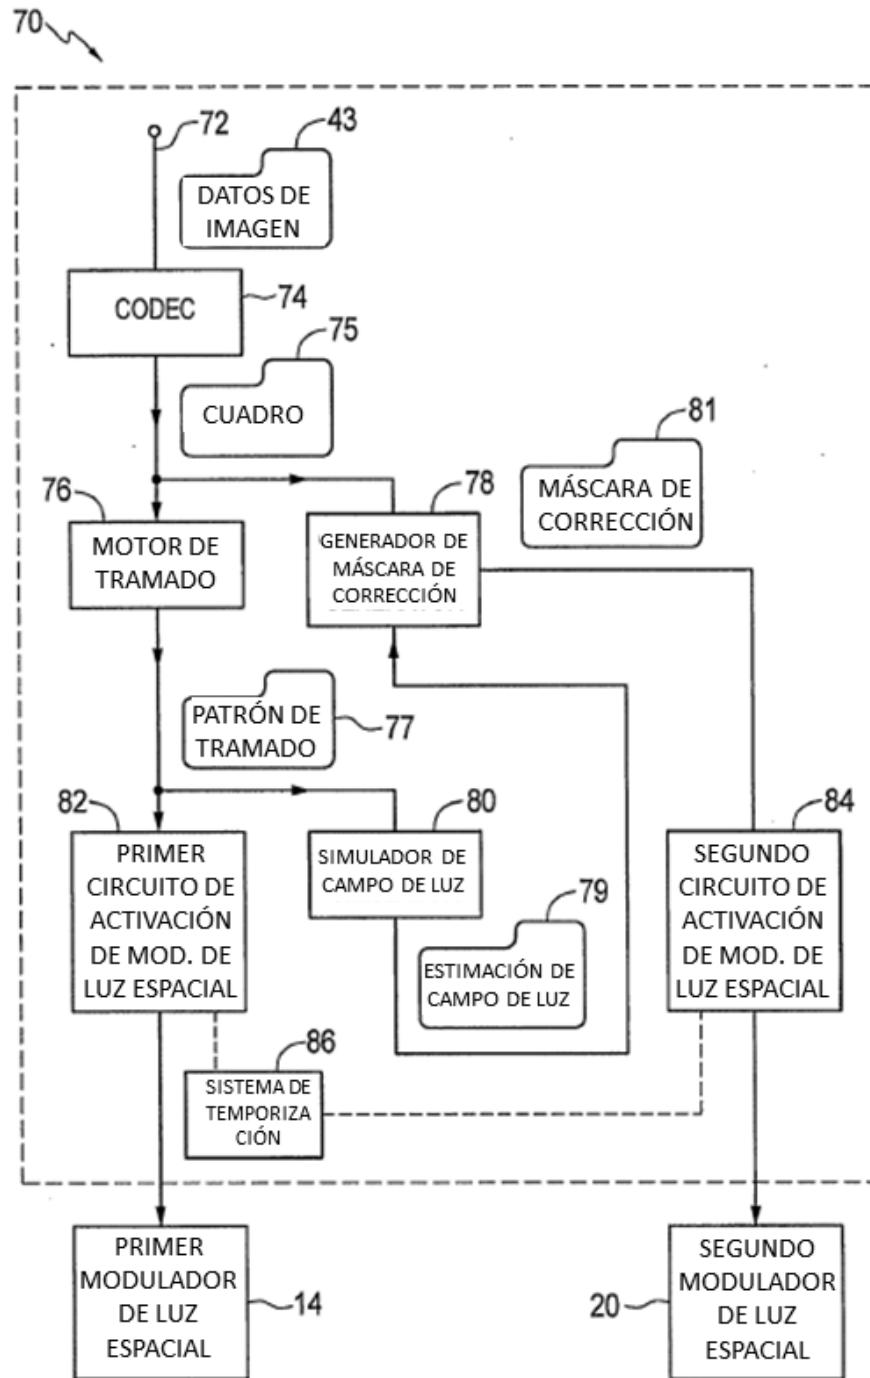 70
72
43
DATOS DE
IMAGEN
CODEC
74
75
CUADRO
81
MÁSCARA DE
CORRECCIÓN
76
MOTOR DE
TRAMADO
78
GENERADOR DE
MÁSCARA DE
CORRECCIÓN
PATRÓN DE
TRAMADO
77
82
PRIMER
CIRCUITO DE
ACTIVACIÓN
DE MOD. DE
LUZ ESPACIAL
80
SIMULADOR DE
CAMPO DE LUZ
84
SEGUNDO
CIRCUITO DE
ACTIVACIÓN
DE MOD. DE
LUZ ESPACIAL
79
ESTIMACIÓN DE
CAMPO DE LUZ
86
SISTEMA DE
TEMPORIZA
CIÓN
PRIMER
MODULADOR
DE LUZ
ESPACIAL
14
20
SEGUNDO
MODULADOR
DE LUZ
ESPACIAL